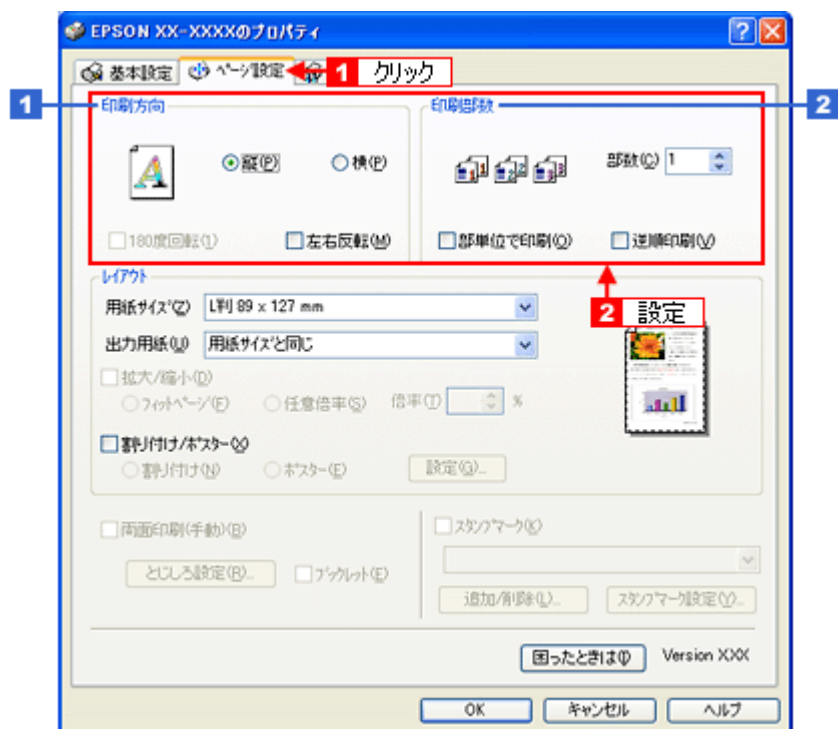 EPSON XX-XXXXのプロパティ
基本設定 ページ設定 1 クリック
1 印刷方向 印刷部数 2
縦(P) 横(P) 部数(C) 1
180度回転(1) 左右反転(M) 部単位で印刷(O) 逆順印刷(V)
レイアウト
2 設定
用紙サイズ(Z) L判 89 x 127 mm
出力用紙(U) 用紙サイズと同じ
拡大/縮小(D)
フィットページ(F) 任意倍率(S) 倍率(T) %
割り付け/ポスター(X)
割り付け(N) ポスター(E) 設定(G)...
両面印刷(手動)(B) スタンプマーク(K)
とじしろ設定(R)... ブックレット(E)
追加/削除(L)... スタンプマーク設定(Y)...
困ったときは(I) Version XXX
OK キャンセル ヘルプ